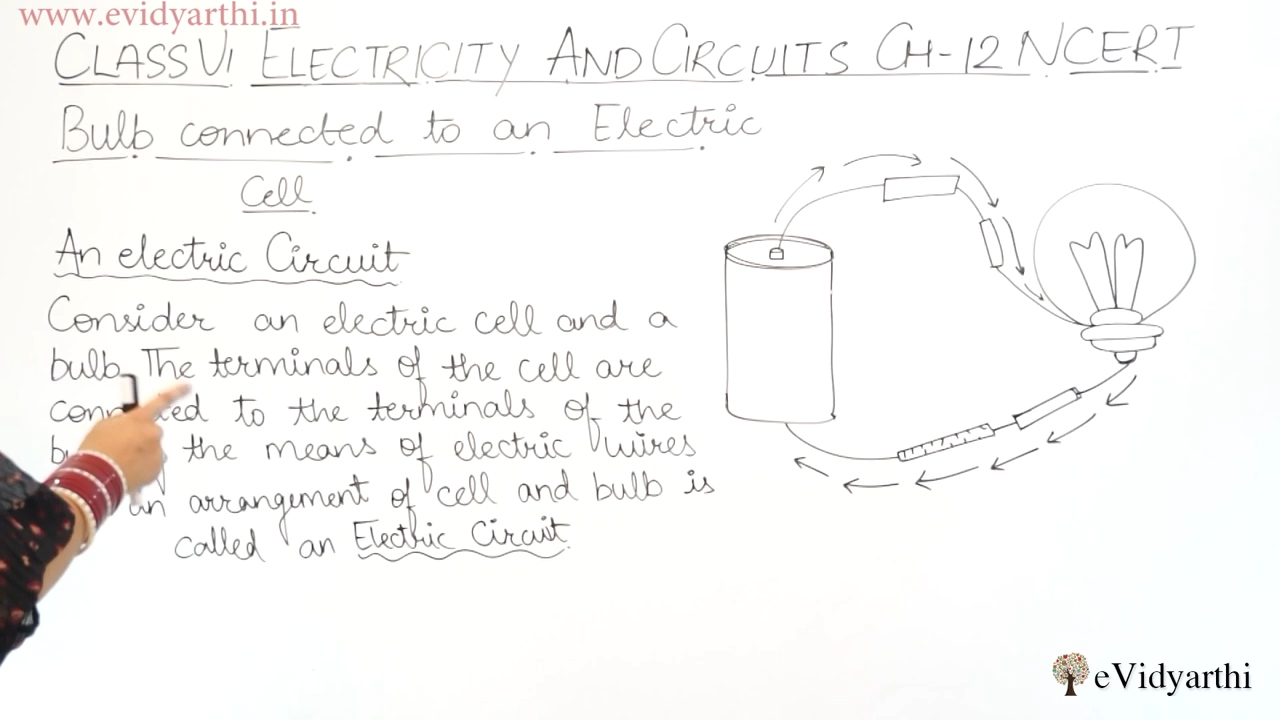 www.evidyarthi.in
CLASS VI ELECTRICITY AND CIRCUITS CH-12 NCERT
Bulb connected to an Electric
Cell
An electric Circuit
Consider an electric cell and a
bulb. The terminals of the cell are
to the terminals of the
the means of electric wires
an arrangement of cell and bulb is
called an Electric Circuit
eVidyarthi